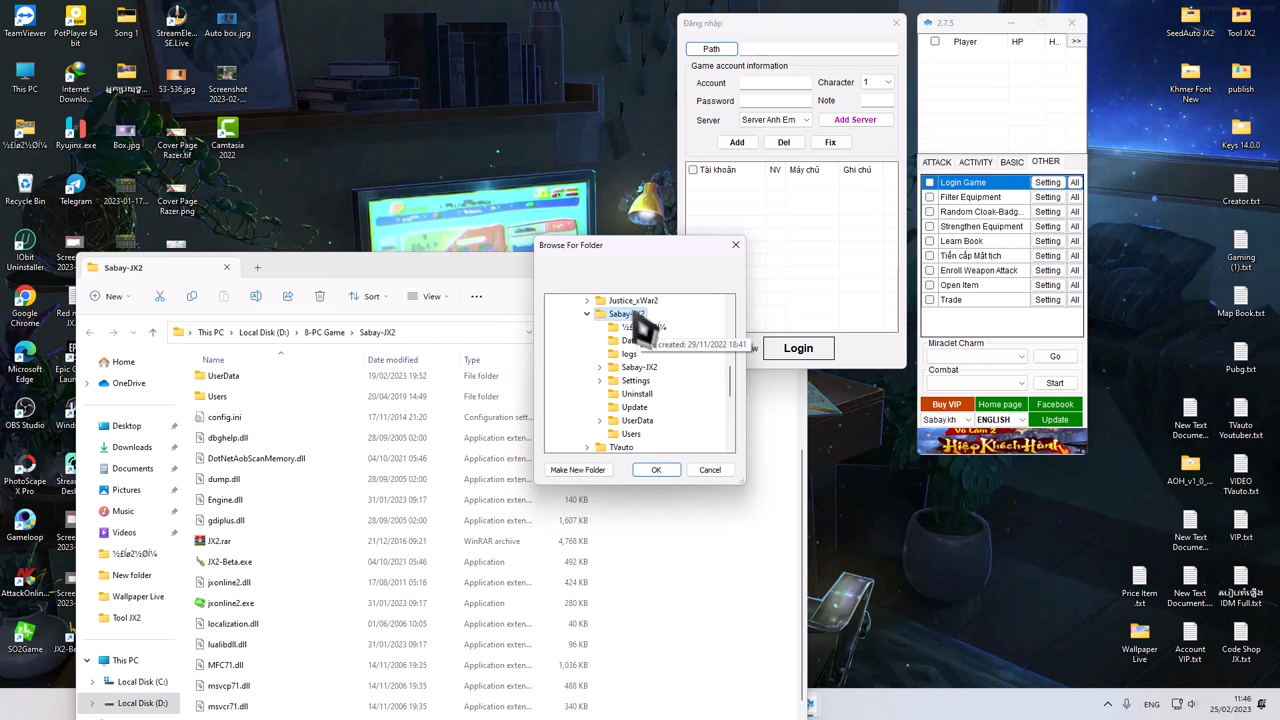 PotPlayer 64
bit
Song 1
StreamLe...
SE.Live
Auto box.jpg
Internet
Downlo...
Screenshot
2023-02-...
BoxJX2
Cover Page
Razer.tif
Camtasia
2022
Recycle Bin
Telegram
2023-01-17...
Cover Page
Razer.png
IObit
Uninstaller
Google
Chrome
Gameloop
SO2Game
Sabay-JX2
New
Sort
View
This PC
Local Disk (D:)
8-PC Game
Sabay-JX2
Home
OneDrive
Desktop
Downloads
Documents
Pictures
Music
Videos
New folder
Wallpaper Live
Tool JX2
This PC
Local Disk (C:)
Local Disk (D:)
Name
Date modified
Type
UserData
19/02/2023 19:52
File folder
Users
20/04/2019 14:49
File folder
config.ini
17/11/2014 21:20
Configuration sett...
dbghelp.dll
28/09/2005 02:00
Application exten...
DotNetAobScanMemory.dll
04/10/2021 05:46
Application exten...
dump.dll
28/09/2005 02:00
Application exten...
Engine.dll
31/01/2023 09:17
Application exten...
140 KB
gdiplus.dll
28/09/2005 02:00
Application exten...
1,607 KB
JX2.rar
21/12/2016 09:21
WinRAR archive
4,768 KB
JX2-Beta.exe
04/10/2021 05:46
Application
492 KB
jxonline2.dll
17/08/2011 05:16
Application exten...
424 KB
jxonline2.exe
31/01/2023 09:17
Application
280 KB
localization.dll
01/06/2006 10:05
Application exten...
40 KB
lualibdll.dll
31/01/2023 09:17
Application exten...
96 KB
MFC71.dll
14/11/2006 19:35
Application exten...
1,036 KB
msvcp71.dll
14/11/2006 19:35
Application exten...
488 KB
msvcr71.dll
14/11/2006 19:35
Application exten...
340 KB
Browse For Folder
Justice_xWar2
Sabay-JX2
logs
created: 29/11/2022 18:41
Sabay-JX2
Settings
Uninstall
Update
UserData
Users
TVauto
Make New Folder
OK
Cancel
Đăng nhập
Path
Game account information
Account
Character
1
Password
Note
Server
Server Anh Em
Add Server
Add
Del
Fix
Tài khoản
NV
Máy chủ
Ghi chú
Login
2.7.5
Player
HP
H...
>>
ATTACK
ACTIVITY
BASIC
OTHER
Login Game Setting All
Filter Equipment Setting All
Random Cloak-Badg... Setting All
Strengthen Equipment Setting All
Learn Book Setting All
Tiến cấp Mật tịch Setting All
Enroll Weapon Attack Setting All
Open Item Setting All
Trade Setting All
Miraclet Charm
Go
Combat
Start
Buy VIP
Home page
Facebook
Sabay.kh
ENGLISH
Update
Võ Lâm 2
Hiệp Khách Hành
SeedAuto JX2
Tool JX2
Khmer Font
New
publish
Keys 14.0.0
Creator.txt
Gaming
(1).txt
Map Book.txt
Pubg.txt
New Text
Documen...
TVAuto
Yutuber.txt
AOH_v1_0_...
VIDEO
TVauto.txt
New Text
Documen...
VIP.txt
Price Item
.txt
New Text
Document...
IDM Full.txt
Wallpaper
Live
Account
VIP.txt
Code Shop
JX.txt
ENG
11:46
25/02/2023